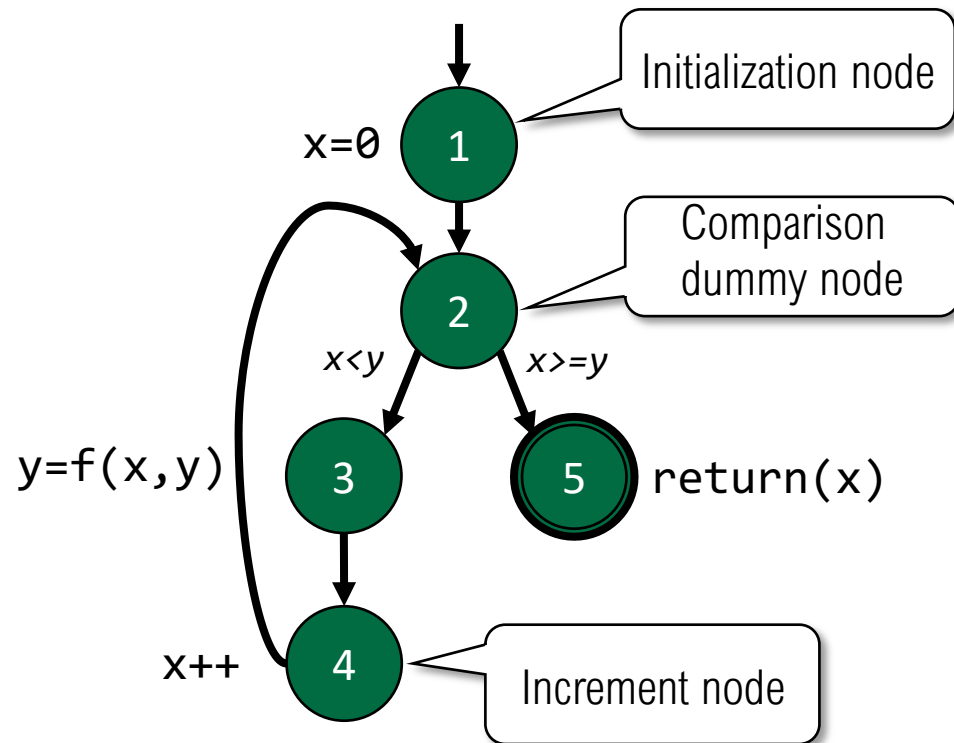 Initialization node
x=0
1
Comparison
dummy node
2
x<y
x>=y
y=f(x,y)
3
5
return(x)
x++
4
Increment node